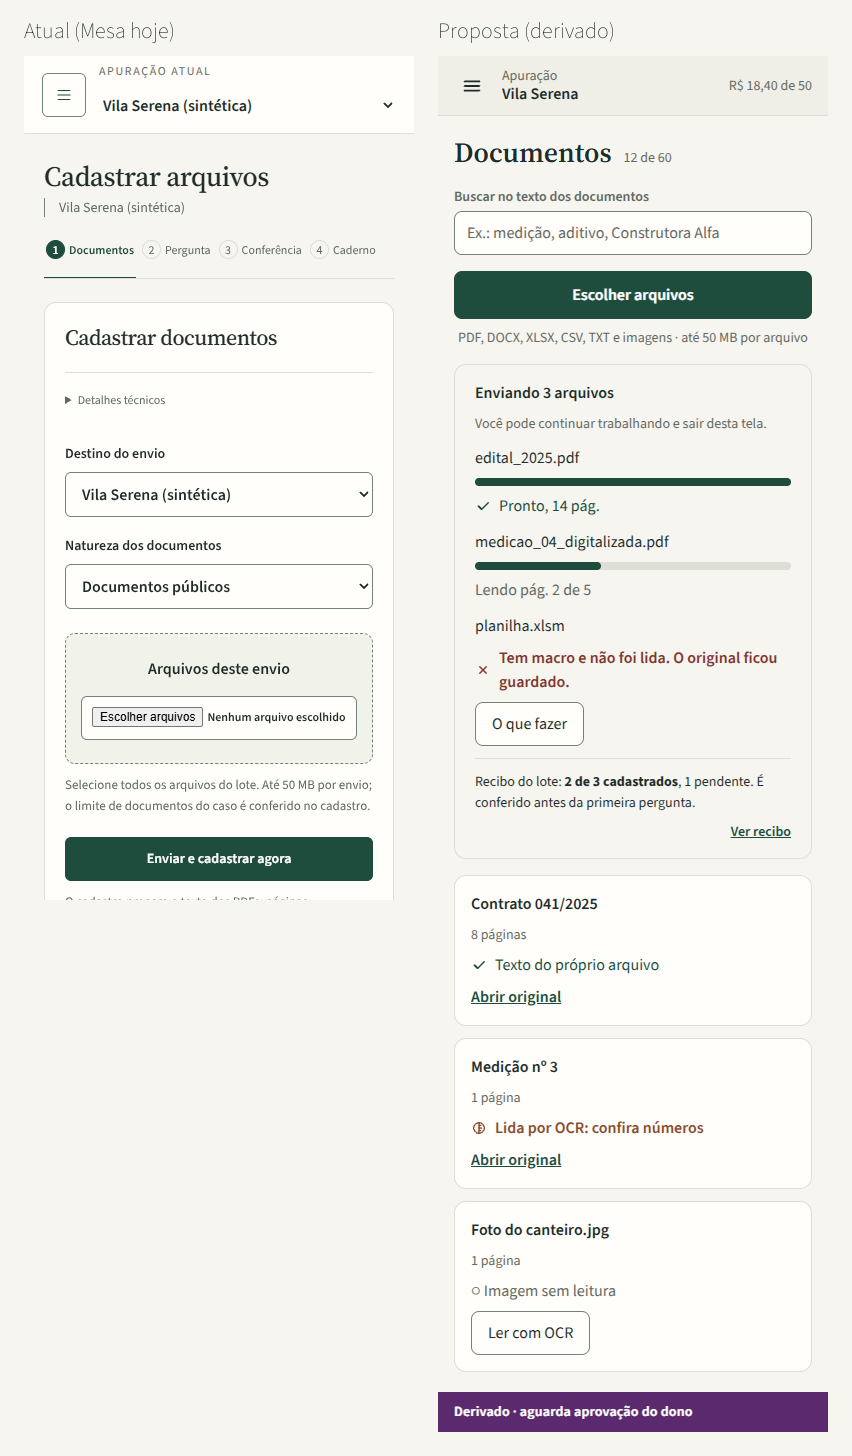 Atual (Mesa hoje)
APURAÇÃO ATUAL
Vila Serena (sintética)
Cadastrar arquivos
Vila Serena (sintética)
1 Documentos 2 Pergunta 3 Conferência 4 Caderno
Cadastrar documentos
Detalhes técnicos
Destino do envio
Vila Serena (sintética)
Natureza dos documentos
Documentos públicos
Arquivos deste envio
Escolher arquivos Nenhum arquivo escolhido
Selecione todos os arquivos do lote. Até 50 MB por envio;
o limite de documentos do caso é conferido no cadastro.
Enviar e cadastrar agora
Proposta (derivado)
Apuração
Vila Serena
R$ 18,40 de 50
Documentos 12 de 60
Buscar no texto dos documentos
Ex.: medição, aditivo, Construtora Alfa
Escolher arquivos
PDF, DOCX, XLSX, CSV, TXT e imagens · até 50 MB por arquivo
Enviando 3 arquivos
Você pode continuar trabalhando e sair desta tela.
edital_2025.pdf
Pronto, 14 pág.
medicao_04_digitalizada.pdf
Lendo pág. 2 de 5
planilha.xlsm
Tem macro e não foi lida. O original ficou
guardado.
O que fazer
Recibo do lote: 2 de 3 cadastrados, 1 pendente. É
conferido antes da primeira pergunta.
Ver recibo
Contrato 041/2025
8 páginas
Texto do próprio arquivo
Abrir original
Medição nº 3
1 página
Lida por OCR: confira números
Abrir original
Foto do canteiro.jpg
1 página
Imagem sem leitura
Ler com OCR
Derivado · aguarda aprovação do dono